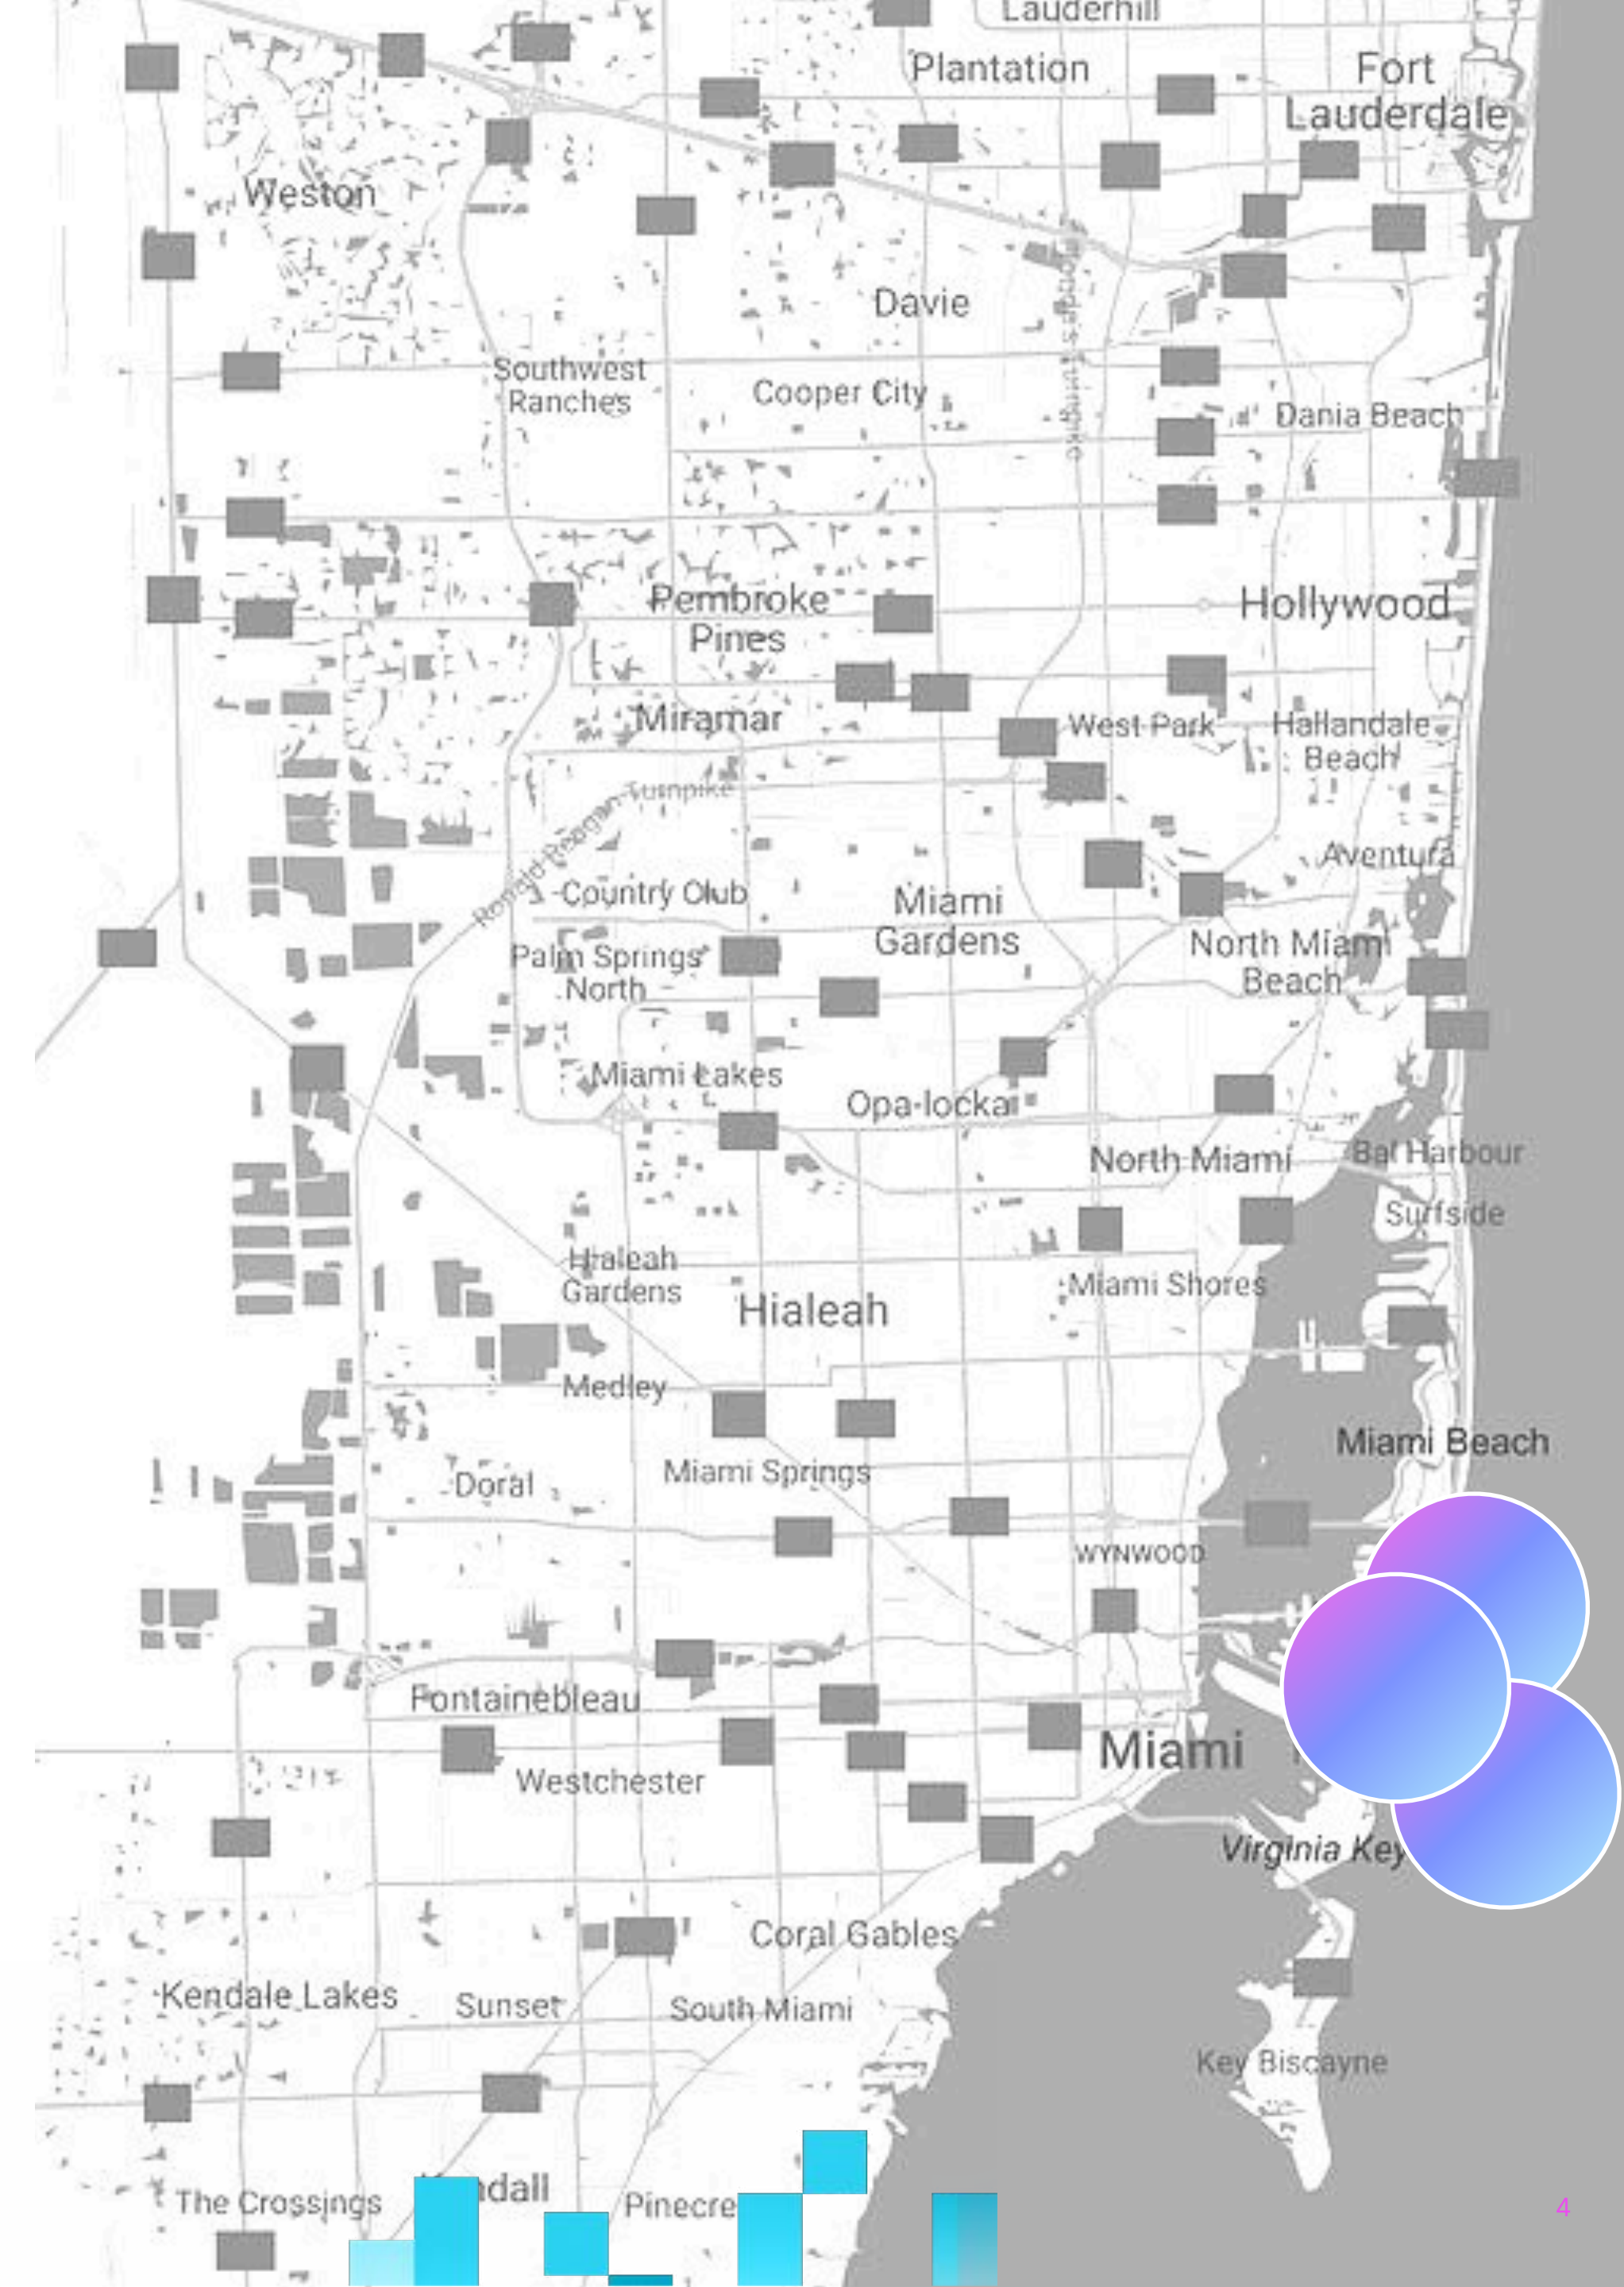 Lauderhill
Plantation
Fort
Lauderdale
Weston
Davie
Southwest
Ranches
Cooper City
Dania Beach
Pembroke
Pines
Hollywood
Miramar
West Park
Hallandale
Beach
Ronald Reagan Turnpike
Aventura
Country Club
Miami
Gardens
Palm Springs
North
North Miami
Beach
Miami Lakes
Opa-locka
North Miami
Bal Harbour
Surfside
Hialeah
Gardens
Miami Shores
Hialeah
Medley
Miami Beach
Miami Springs
Doral
WYNWOOD
Fontainebleau
Miami
Westchester
Virginia Key
Coral Gables
Kendale Lakes
Sunset
South Miami
Key Biscayne
ndall
The Crossings
Pinecre
4